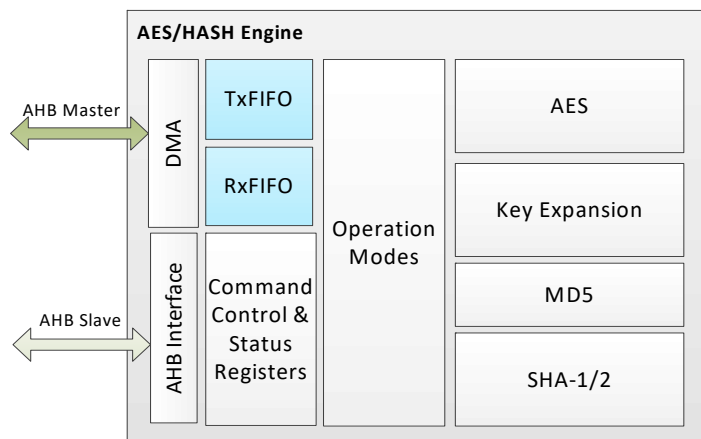 AES/HASH Engine
AHB Master
DMA
TxFIFO
RxFIFO
Operation
Modes
AES
Key Expansion
MD5
SHA-1/2
AHB Slave
AHB Interface
Command
Control &
Status
Registers